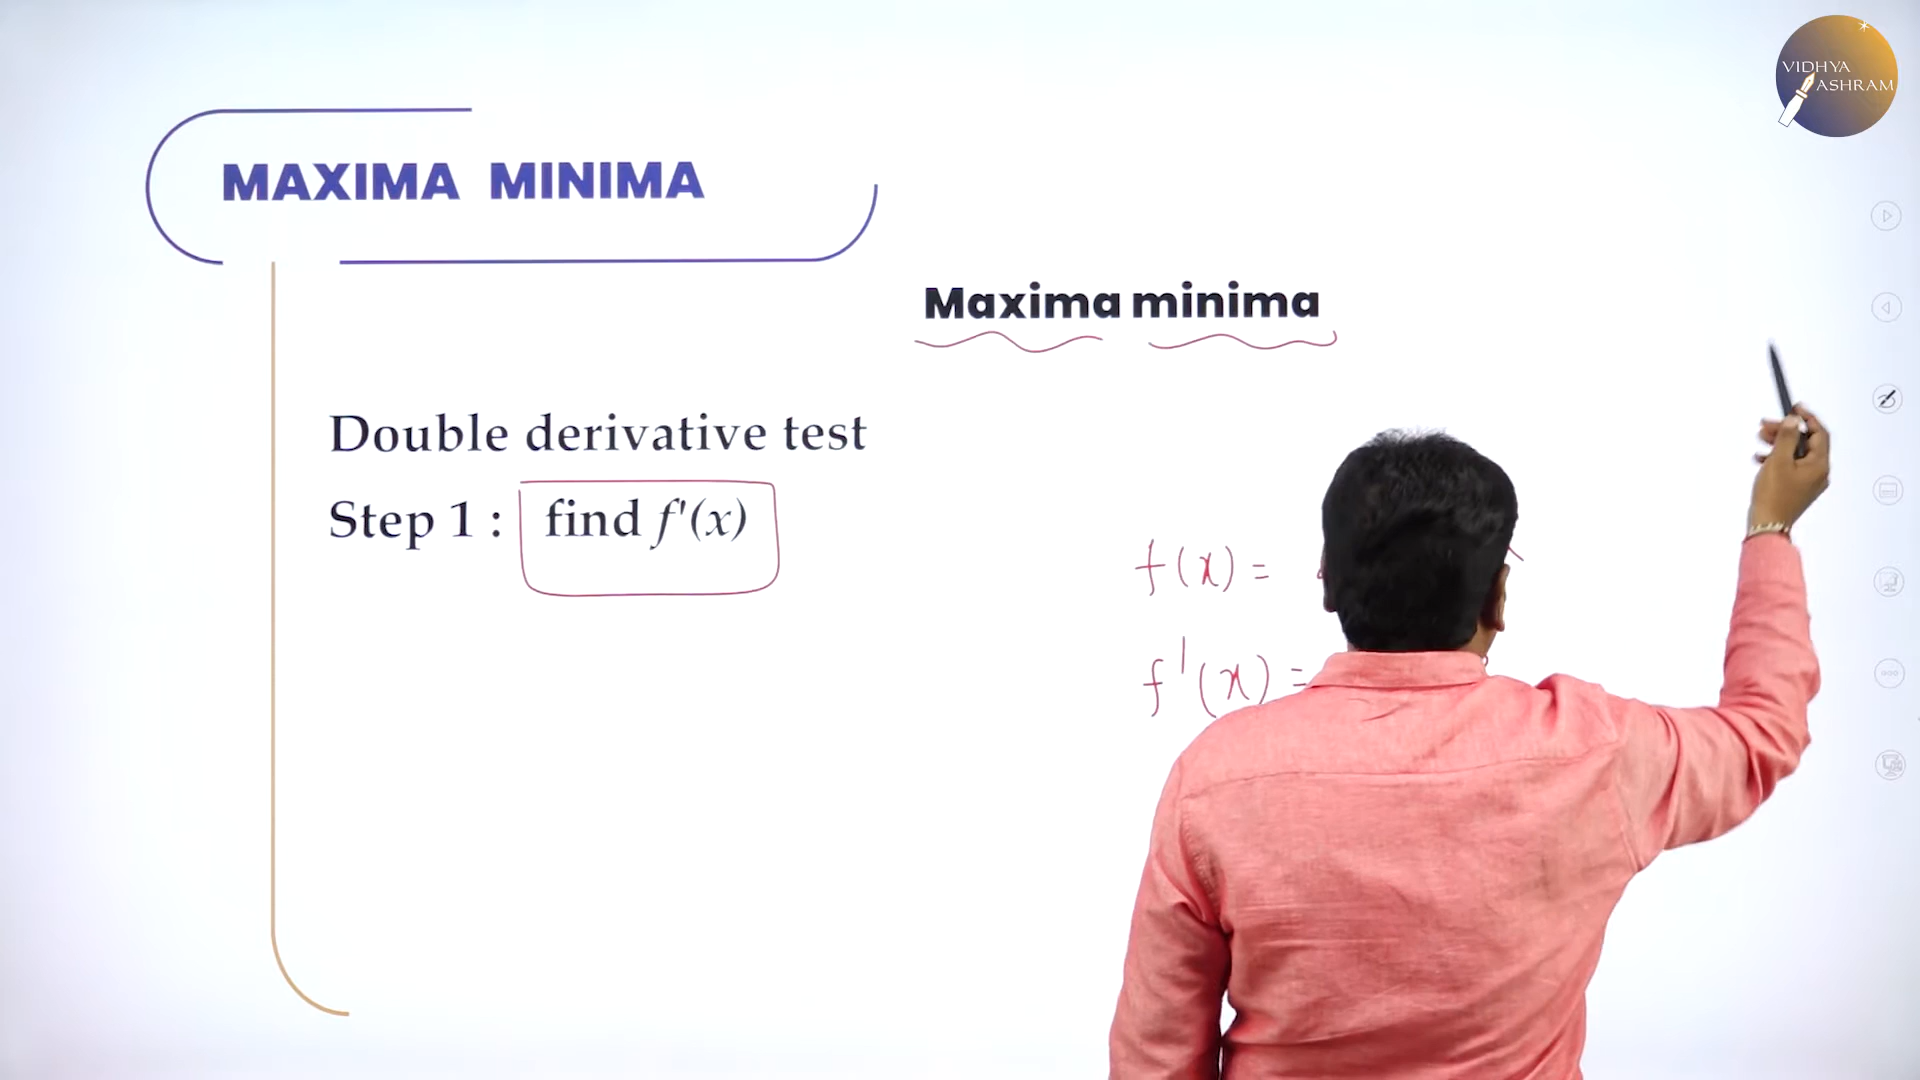 VIDHYA
ASHRAM
MAXIMA MINIMA
Maxima minima
Double derivative test
Step 1 : find f'(x)
f(x) =
f'(x) =